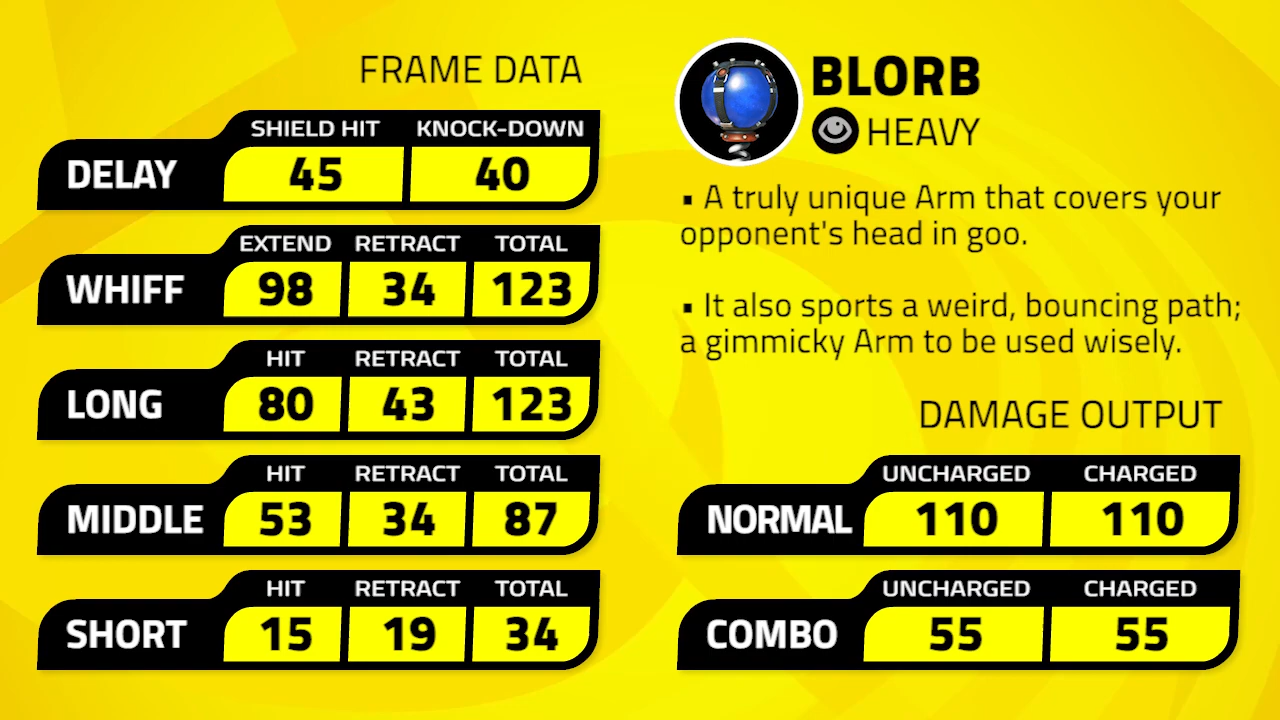 FRAME DATA
SHIELD HIT KNOCK-DOWN
DELAY 45 40
EXTEND RETRACT TOTAL
WHIFF 98 34 123
HIT RETRACT TOTAL
LONG 80 43 123
HIT RETRACT TOTAL
MIDDLE 53 34 87
HIT RETRACT TOTAL
SHORT 15 19 34
BLORB
HEAVY
▪ A truly unique Arm that covers your
opponent's head in goo.
▪ It also sports a weird, bouncing path;
a gimmicky Arm to be used wisely.
DAMAGE OUTPUT
UNCHARGED CHARGED
NORMAL 110 110
UNCHARGED CHARGED
COMBO 55 55